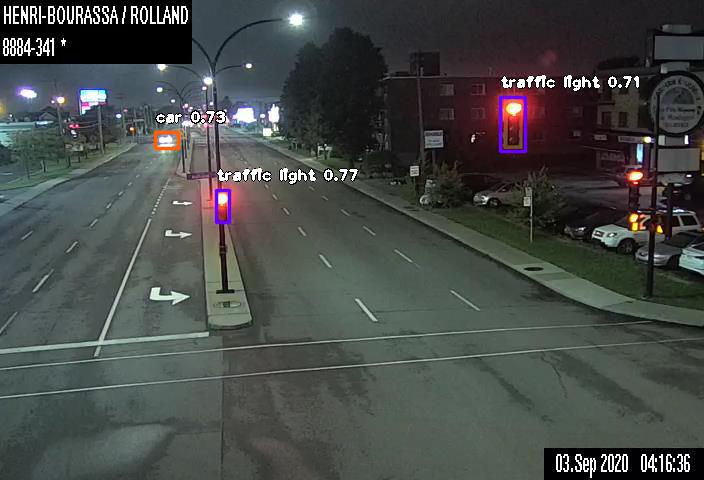 HENRI-BOURASSA / ROLLAND
8884-341 *
traffic light 0.71
car 0.73
traffic light 0.77
03.Sep 2020 04:16:36